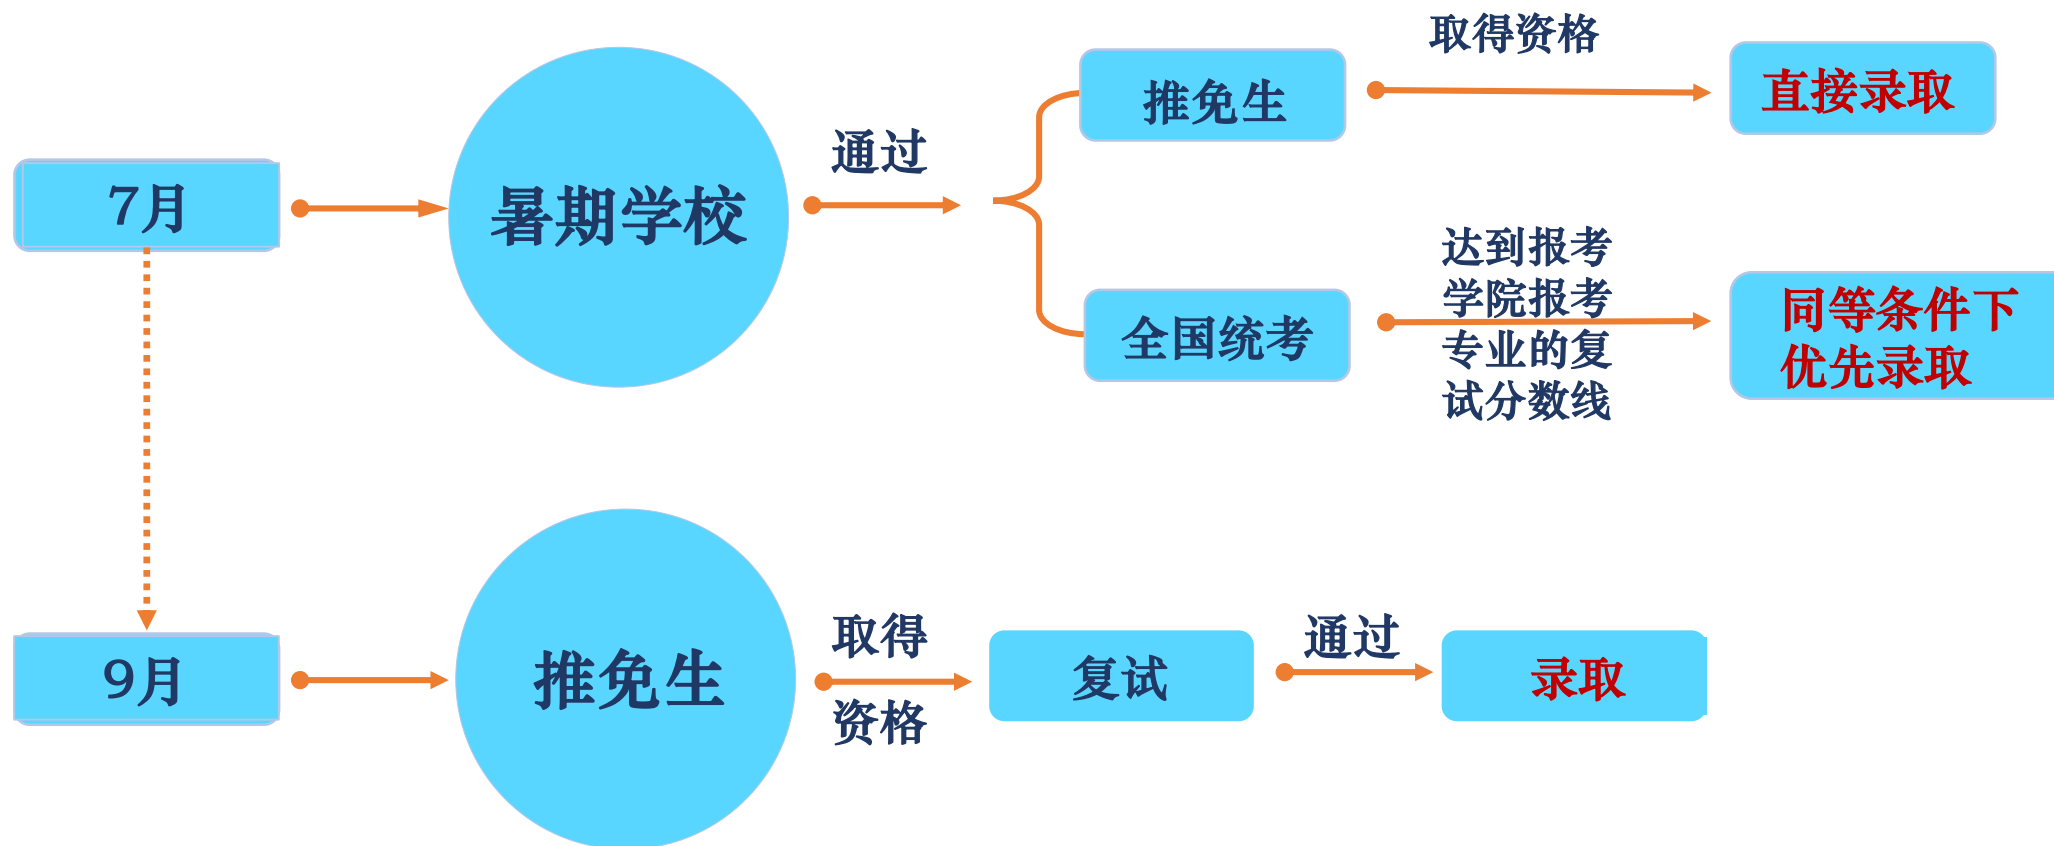 7月
暑期学校
通过
推免生
取得资格
直接录取
全国统考
达到报考
学院报考
专业的复
试分数线
同等条件下
优先录取
9月
推免生
取得
资格
复试
通过
录取